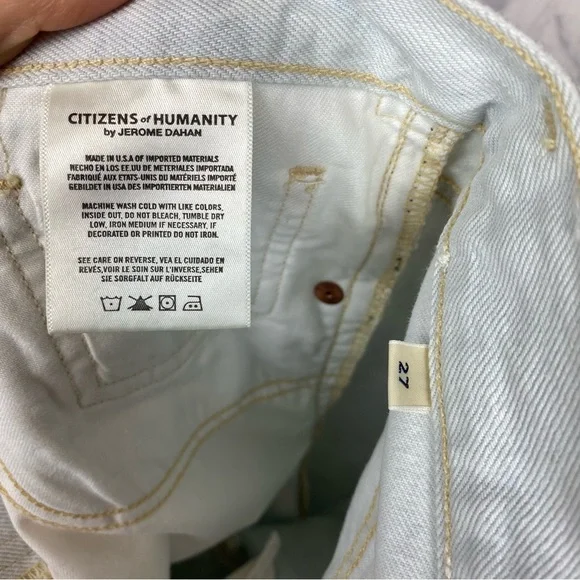 CITIZENS of HUMANITY
by JEROME DAHAN
MADE IN U.S.A OF IMPORTED MATERIALS
HECHO EN LOS EE.UU DE METERIALES IMPORTADA
FABRIQUÉ AUX ETATS-UNIS DU MATÉRIELS IMPORTÉ
GEBILDET IN USA DES IMPORTIERTEN MATERIALIEN
MACHINE WASH COLD WITH LIKE COLORS,
INSIDE OUT, DO NOT BLEACH, TUMBLE DRY
LOW, IRON MEDIUM IF NECESSARY, IF
DECORATED OR PRINTED DO NOT IRON.
SEE CARE ON REVERSE, VEA EL CUIDADO EN
REVÉS,VOIR LE SOIN SUR L'INVERSE,SEHEN
SIE SORGFALT AUF RÜCKSEITE
27